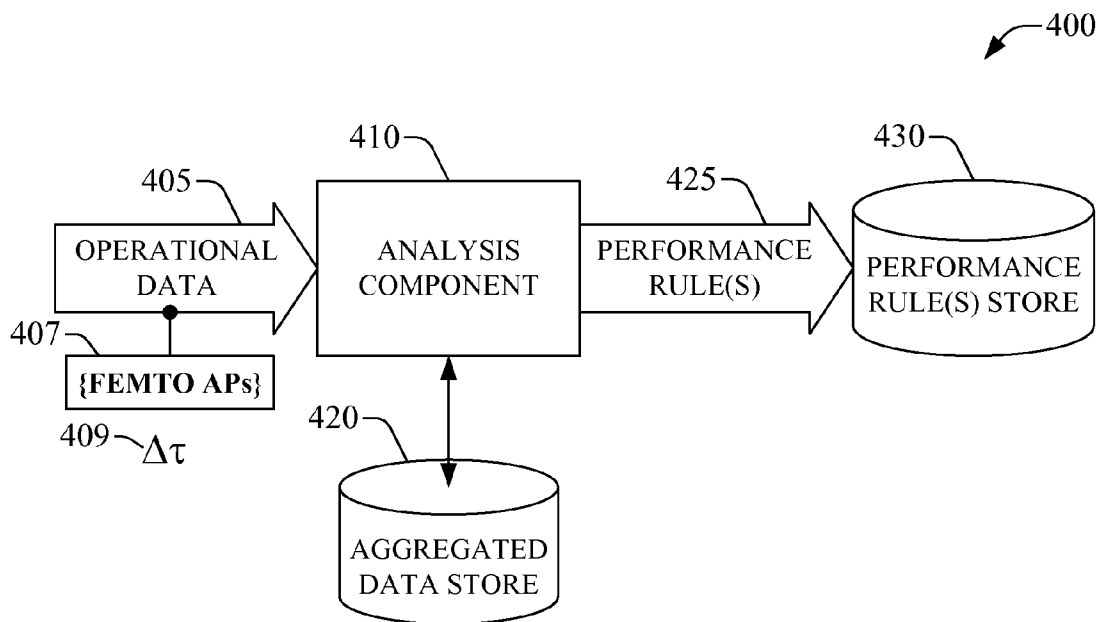 400
410
430
405
425
OPERATIONAL
DATA
ANALYSIS
COMPONENT
PERFORMANCE
RULE(S)
PERFORMANCE
RULE(S) STORE
407
{FEMTO APs}
409
Δτ
420
AGGREGATED
DATA STORE